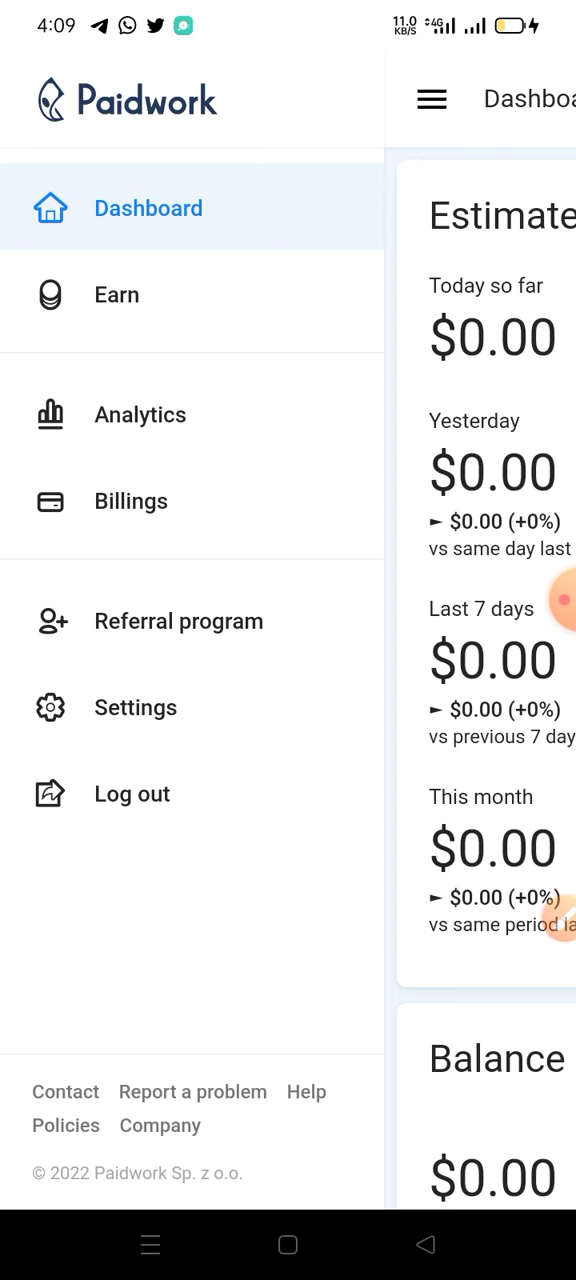 4:09
11.0 KB/S 4G
Paidwork
Dashboa
Dashboard
Earn
Analytics
Billings
Referral program
Settings
Log out
Contact Report a problem Help
Policies Company
© 2022 Paidwork Sp. z o.o.
Estimate
Today so far
$0.00
Yesterday
$0.00
► $0.00 (+0%)
vs same day last
Last 7 days
$0.00
► $0.00 (+0%)
vs previous 7 day
This month
$0.00
► $0.00 (+0%)
vs same period la
Balance
$0.00